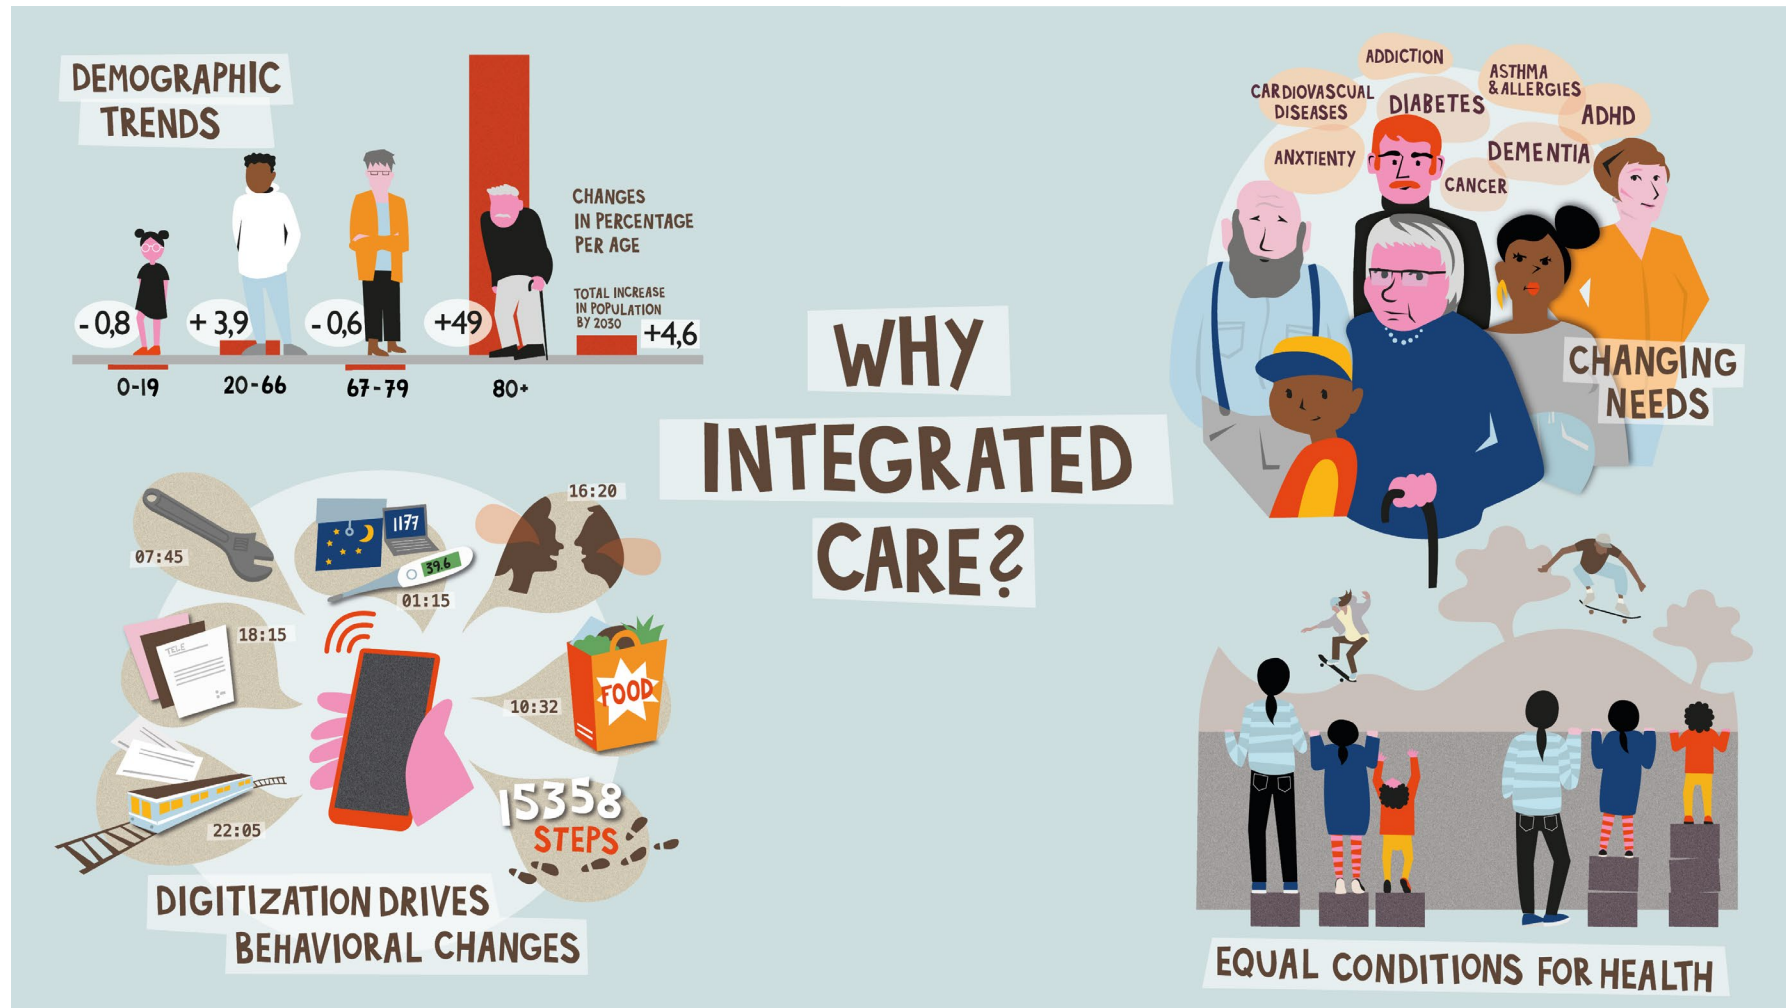 DEMOGRAPHIC
TRENDS
CHANGES
IN PERCENTAGE
PER AGE
TOTAL INCREASE
IN POPULATION
BY 2030
- 0,8
+ 3,9
- 0,6
+49
+4,6
0-19
20-66
67-79
80+
WHY
INTEGRATED
CARE?
ADDICTION
CARDIOVASCUAL
DISEASES
DIABETES
ASTHMA
& ALLERGIES
ADHD
ANXTIENTY
DEMENTIA
CANCER
CHANGING
NEEDS
07:45
1177
39.6
01:15
16:20
TELE
18:15
10:32
FOOD
22:05
15358
STEPS
DIGITIZATION DRIVES
BEHAVIORAL CHANGES
EQUAL CONDITIONS FOR HEALTH